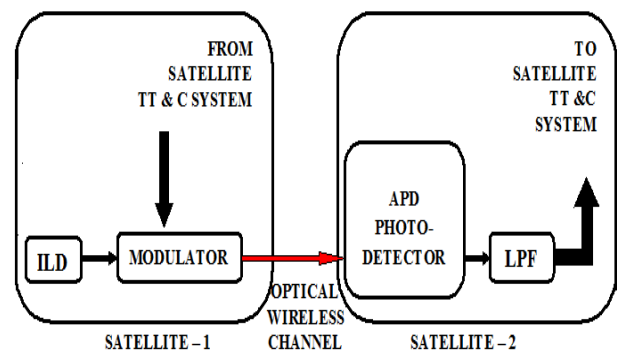 FROM
SATELLITE
TT & C SYSTEM
TO
SATELLITE
TT &C
SYSTEM
ILD
MODULATOR
APD
PHOTO-
DETECTOR
LPF
OPTICAL
WIRELESS
CHANNEL
SATELLITE – 1
SATELLITE – 2